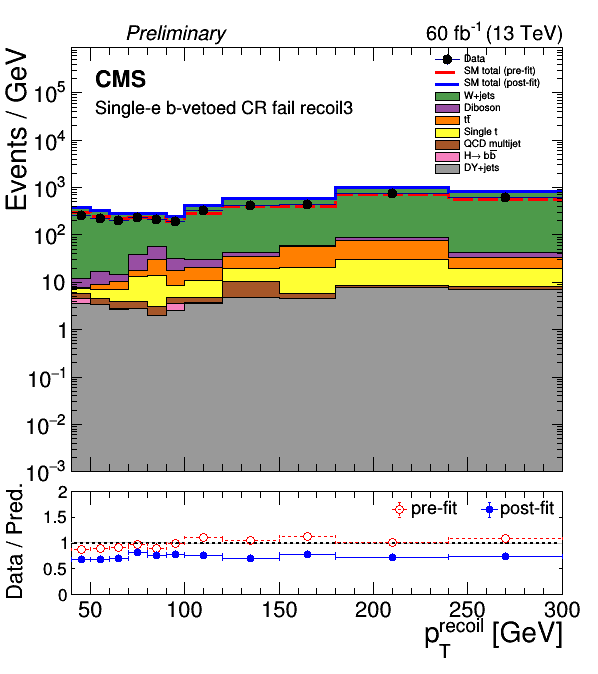 Preliminary
60 fb⁻¹ (13 TeV)
CMS
Single-e b-vetoed CR fail recoil3
Data
SM total (pre-fit)
SM total (post-fit)
W+jets
Diboson
tt̅
Single t
QCD multijet
H→ bb̅
DY+jets
Events / GeV
10⁵
10⁴
10³
10²
10
1
10⁻¹
10⁻²
10⁻³
pre-fit
post-fit
Data / Pred.
2
1.5
1
0.5
0
50
100
150
200
250
300
p_T^recoil [GeV]